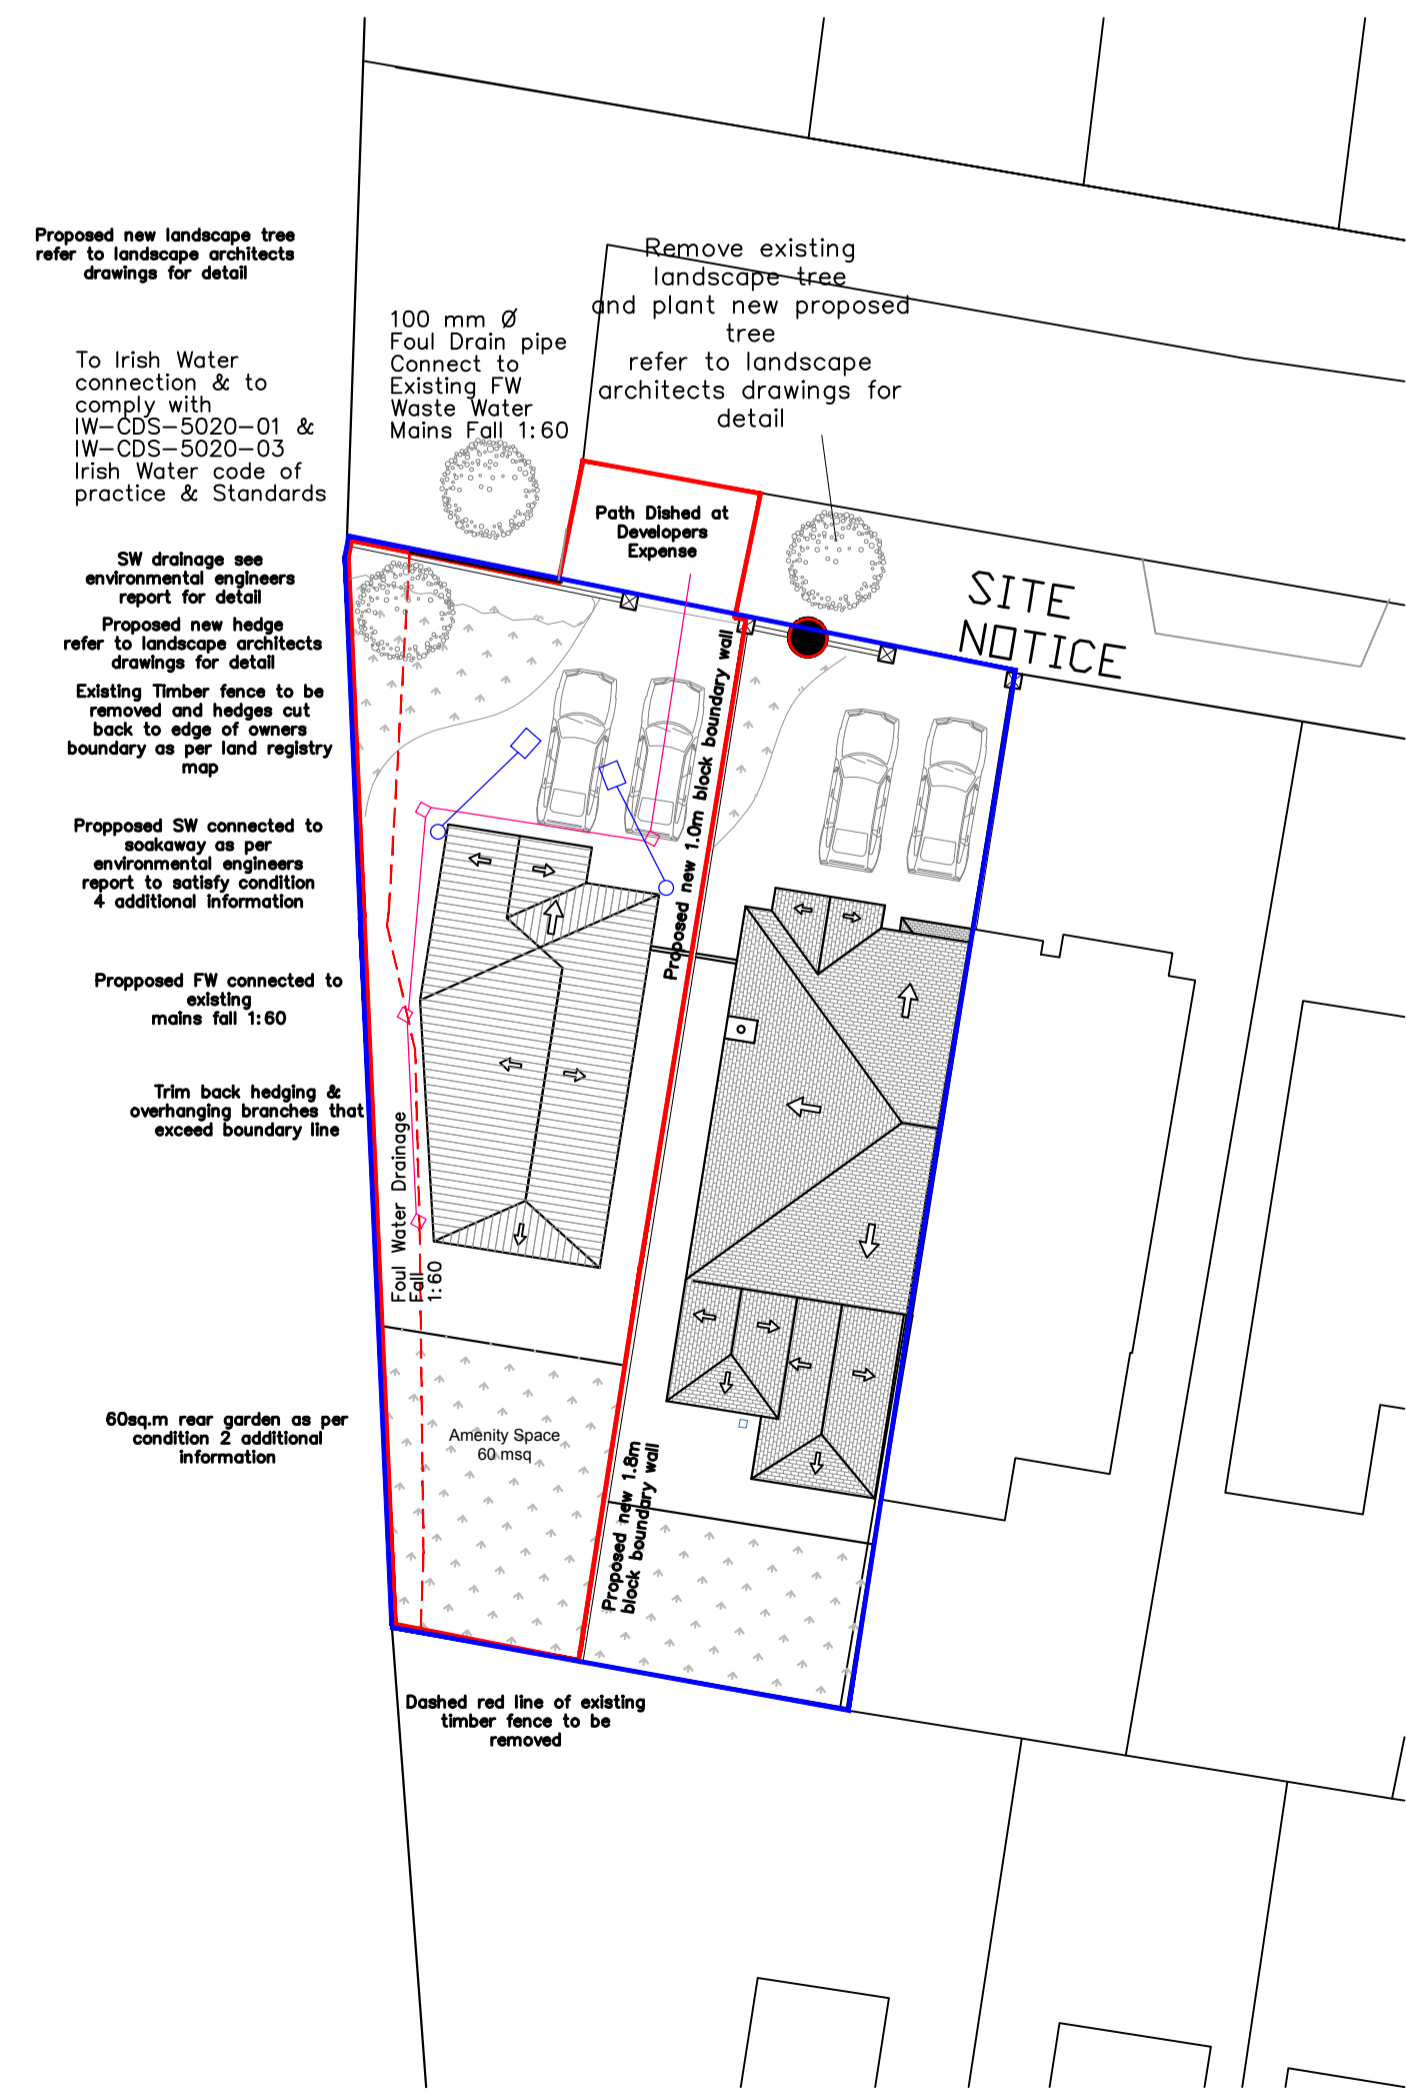 Proposed new landscape tree
refer to landscape architects
drawings for detail
Remove existing
landscape tree
and plant new proposed
tree
refer to landscape
architects drawings for
detail
100 mm Ø
Foul Drain pipe
Connect to
Existing FW
Waste Water
Mains Fall 1:60
To Irish Water
connection & to
comply with
IW-CDS-5020-01 &
IW-CDS-5020-03
Irish Water code of
practice & Standards
Path Dished at
Developers
Expense
SITE
NOTICE
SW drainage see
environmental engineers
report for detail
Proposed new hedge
refer to landscape architects
drawings for detail
Existing Timber fence to be
removed and hedges cut
back to edge of owners
boundary as per land registry
map
Proposed new 1.0m block boundary wall
Propposed SW connected to
soakaway as per
environmental engineers
report to satisfy condition
4 additional information
Propposed FW connected to
existing
mains fall 1:60
Trim back hedging &
overhanging branches that
exceed boundary line
Foul Water Drainage
Fall
1:60
60sq.m rear garden as per
condition 2 additional
information
Amenity Space
60 msq
Proposed new 1.8m
block boundary wall
Dashed red line of existing
timber fence to be
removed